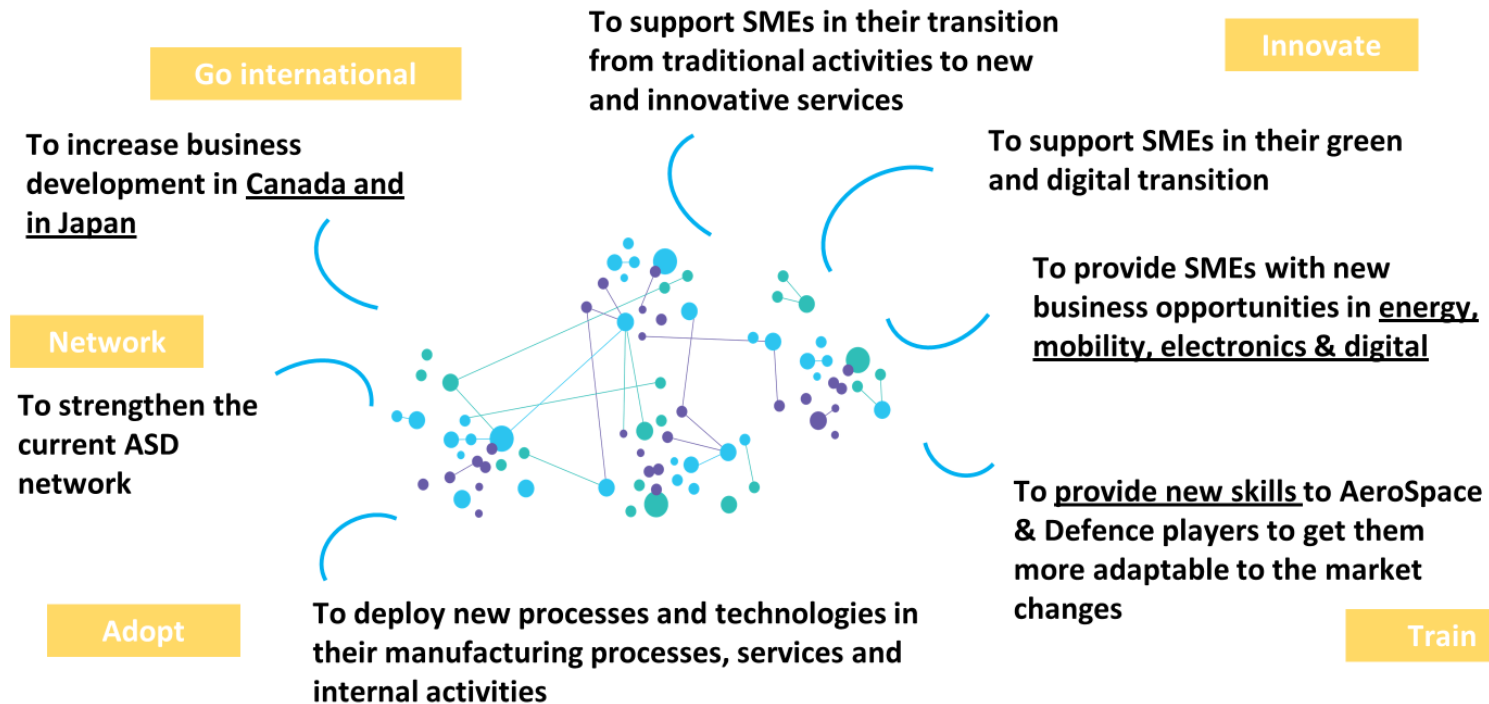 Go international
To increase business
development in Canada and
in Japan
To support SMEs in their transition
from traditional activities to new
and innovative services
Innovate
To support SMEs in their green
and digital transition
To provide SMEs with new
business opportunities in energy,
mobility, electronics & digital
Network
To strengthen the
current ASD
network
To provide new skills to AeroSpace
& Defence players to get them
more adaptable to the market
changes
Train
Adopt
To deploy new processes and technologies in
their manufacturing processes, services and
internal activities